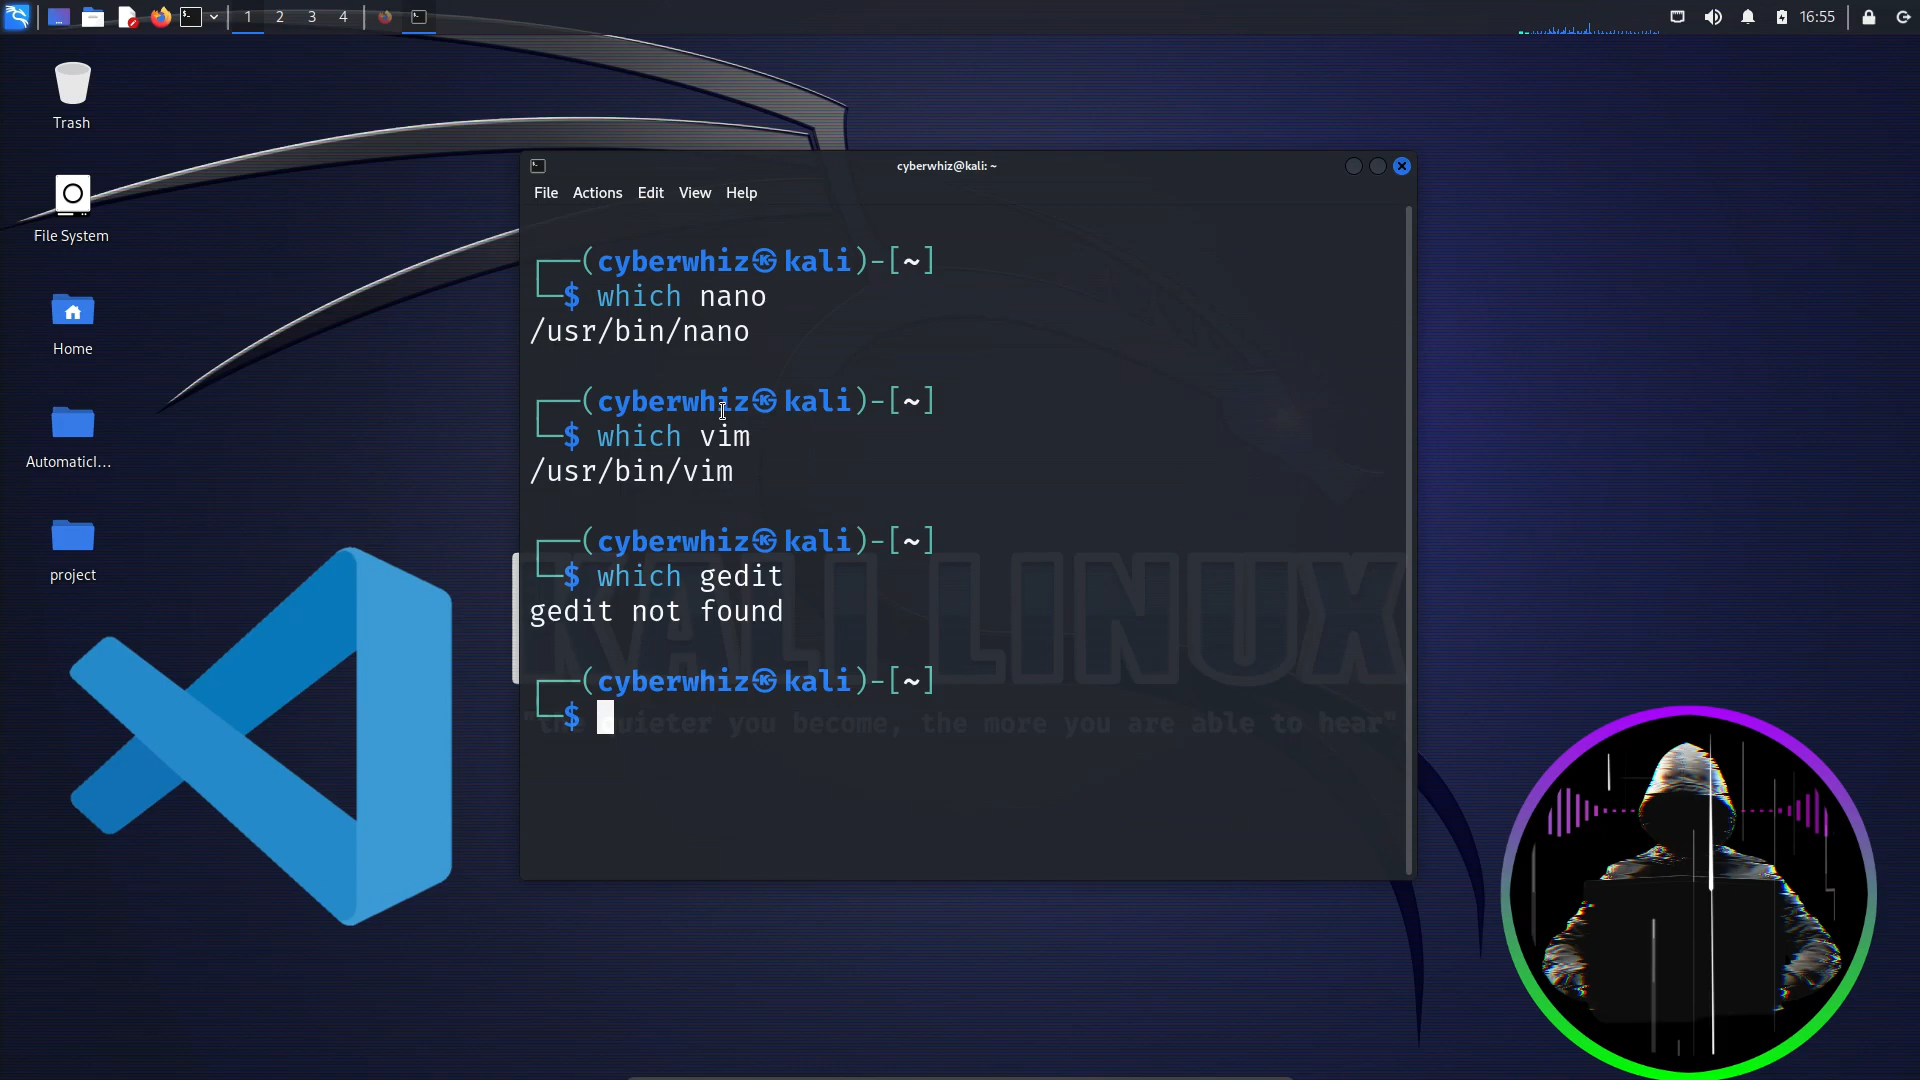 1 2 3 4
16:55
Trash
File System
Home
Automaticl...
project
cyberwhiz@kali: ~
File Actions Edit View Help
┌──(cyberwhiz㉿kali)-[~]
└─$ which nano
/usr/bin/nano
┌──(cyberwhiz㉿kali)-[~]
└─$ which vim
/usr/bin/vim
┌──(cyberwhiz㉿kali)-[~]
└─$ which gedit
gedit not found
┌──(cyberwhiz㉿kali)-[~]
└─$
KALI LINUX
"the quieter you become, the more you are able to hear"